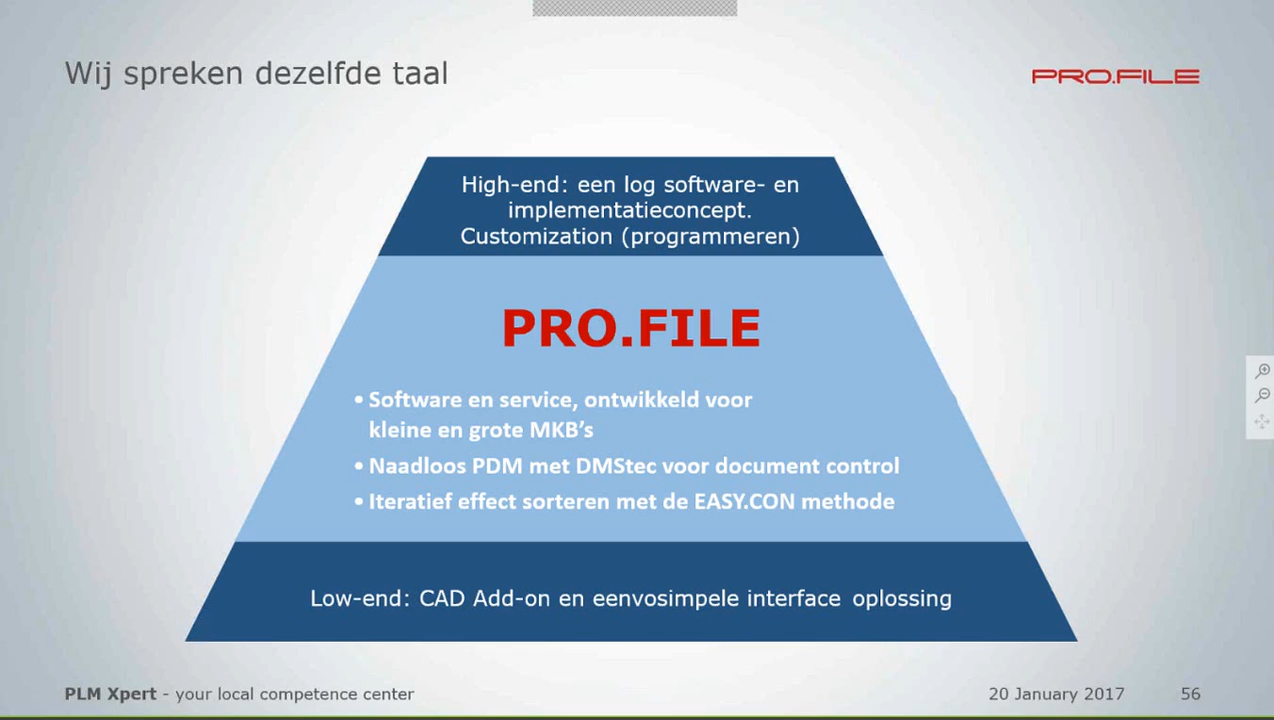 Wij spreken dezelfde taal
PRO.FILE
High-end: een log software- en
implementatieconcept.
Customization (programmeren)
PRO.FILE
• Software en service, ontwikkeld voor
kleine en grote MKB’s
• Naadloos PDM met DMStec voor document control
• Iteratief effect sorteren met de EASY.CON methode
Low-end: CAD Add-on en eenvosimpele interface oplossing
PLM Xpert - your local competence center
20 January 2017 56